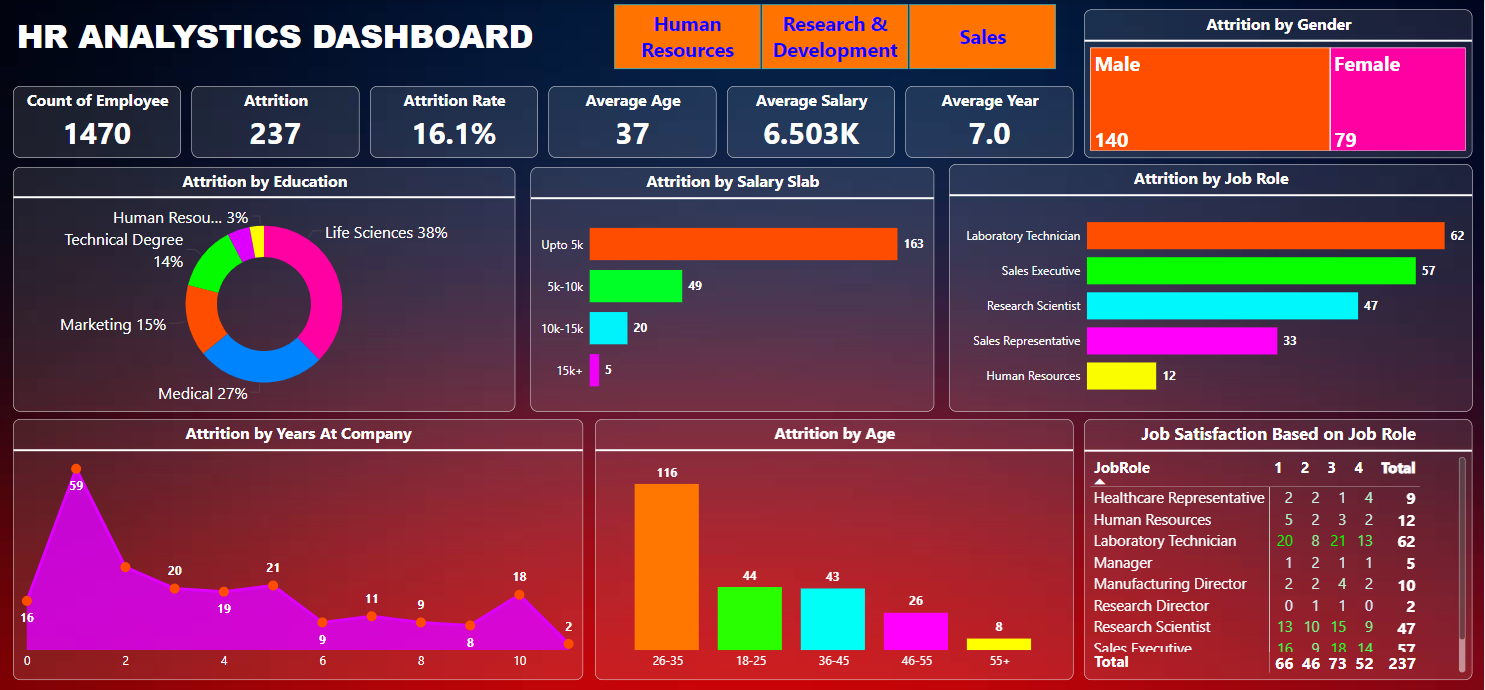 HR ANALYSTICS DASHBOARD
Human
Resources
Research &
Development
Sales
Attrition by Gender
Male
Female
140
79
Count of Employee
1470
Attrition
237
Attrition Rate
16.1%
Average Age
37
Average Salary
6.503K
Average Year
7.0
Attrition by Education
Human Resou... 3%
Technical Degree
14%
Marketing 15%
Medical 27%
Life Sciences 38%
Attrition by Salary Slab
Upto 5k 163
5k-10k 49
10k-15k 20
15k+ 5
Attrition by Job Role
Laboratory Technician 62
Sales Executive 57
Research Scientist 47
Sales Representative 33
Human Resources 12
Attrition by Years At Company
16 59 20 19 21 9 11 9 8 18 2
0 2 4 6 8 10
Attrition by Age
116 44 43 26 8
26-35 18-25 36-45 46-55 55+
Job Satisfaction Based on Job Role
JobRole 1 2 3 4 Total
Healthcare Representative 2 2 1 4 9
Human Resources 5 2 3 2 12
Laboratory Technician 20 8 21 13 62
Manager 1 2 1 1 5
Manufacturing Director 2 2 4 2 10
Research Director 0 1 1 0 2
Research Scientist 13 10 15 9 47
Sales Executive 16 9 18 14 57
Total 66 46 73 52 237